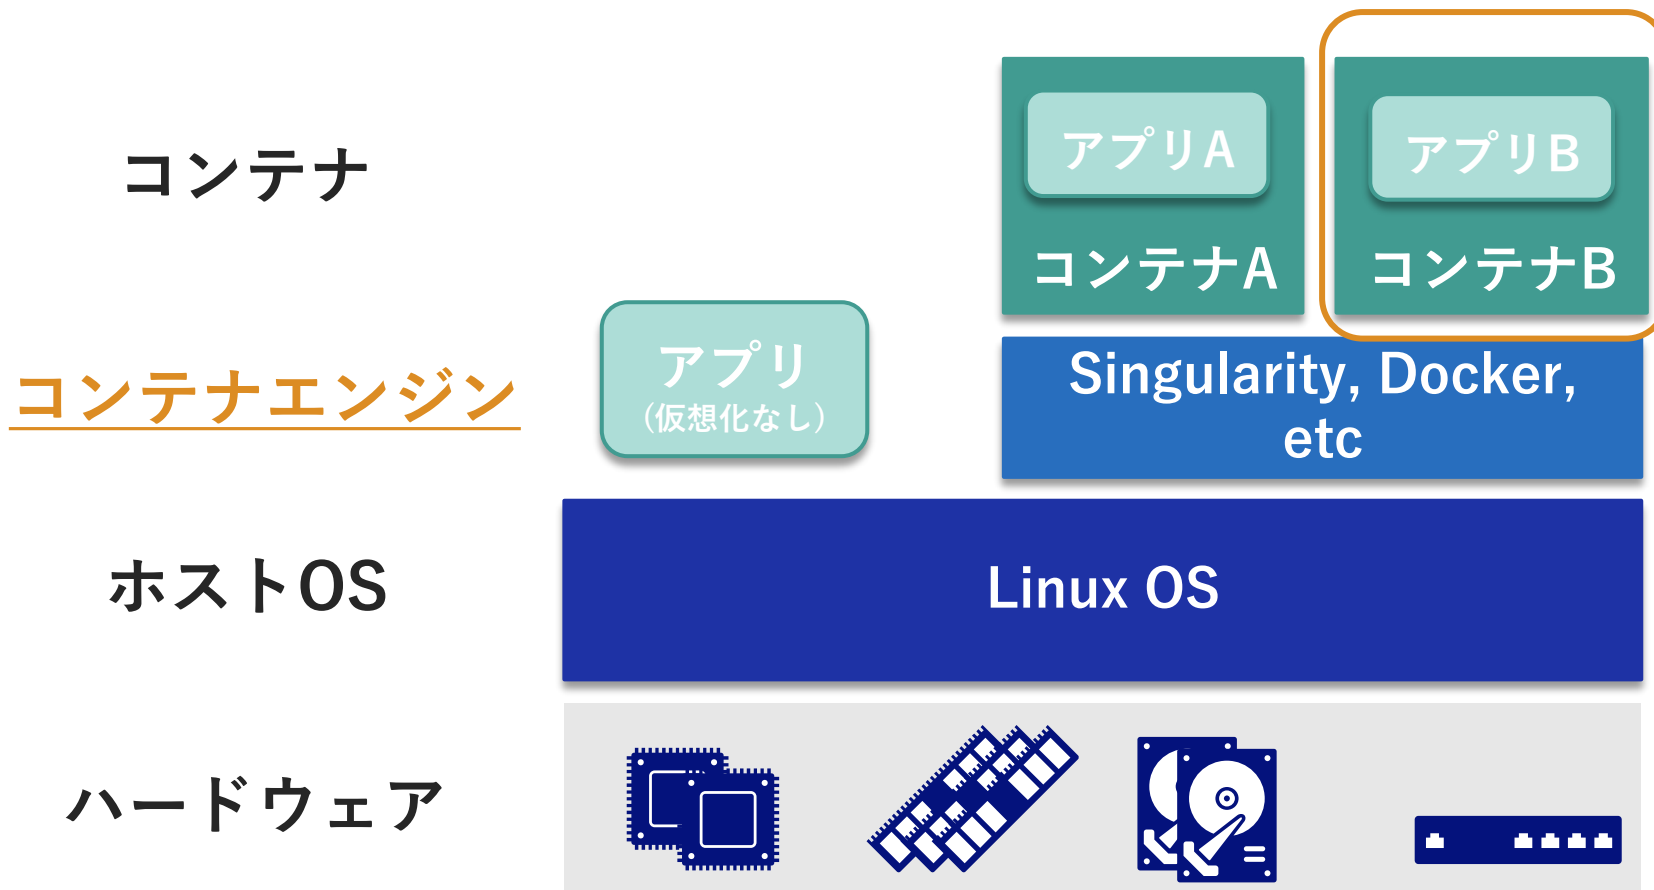 コンテナ
アプリA
コンテナA
アプリB
コンテナB
コンテナエンジン
アプリ
(仮想化なし)
Singularity, Docker,
etc
ホストOS
Linux OS
ハードウェア